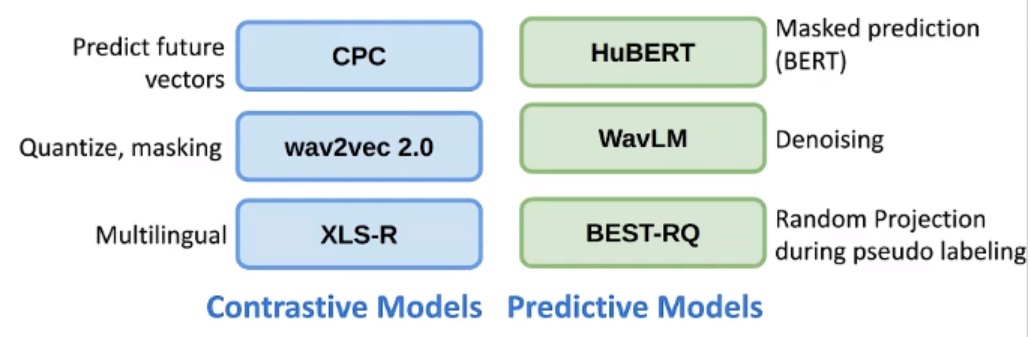 Predict future
vectors
CPC
HuBERT
Masked prediction
(BERT)
Quantize, masking
wav2vec 2.0
WavLM
Denoising
Multilingual
XLS-R
BEST-RQ
Random Projection
during pseudo labeling
Contrastive Models
Predictive Models